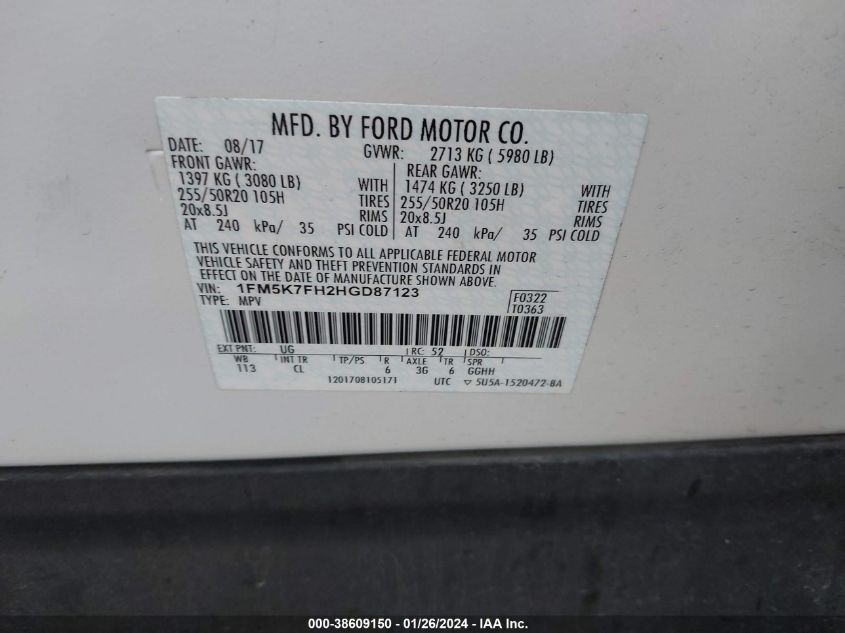 MFD. BY FORD MOTOR CO.
DATE: 08/17 GVWR: 2713 KG ( 5980 LB)
FRONT GAWR: REAR GAWR:
1397 KG ( 3080 LB) WITH 1474 KG ( 3250 LB) WITH
255/50R20 105H TIRES 255/50R20 105H TIRES
20x8.5J RIMS 20x8.5J RIMS
AT 240 kPa/ 35 PSI COLD AT 240 kPa/ 35 PSI COLD
THIS VEHICLE CONFORMS TO ALL APPLICABLE FEDERAL MOTOR
VEHICLE SAFETY AND THEFT PREVENTION STANDARDS IN
EFFECT ON THE DATE OF MANUFACTURE SHOWN ABOVE.
VIN: 1FM5K7FH2HGD87123 F0322
TYPE: MPV T0363
EXT PNT: UG RC: 52 DSO:
WB INT TR TP/PS R AXLE TR SPR
113 CL 6 3G 6 GGHH
1201708105171 UTC ▽ 5U5A-1520472-BA
000-38609150 — 01/26/2024 — IAA Inc.